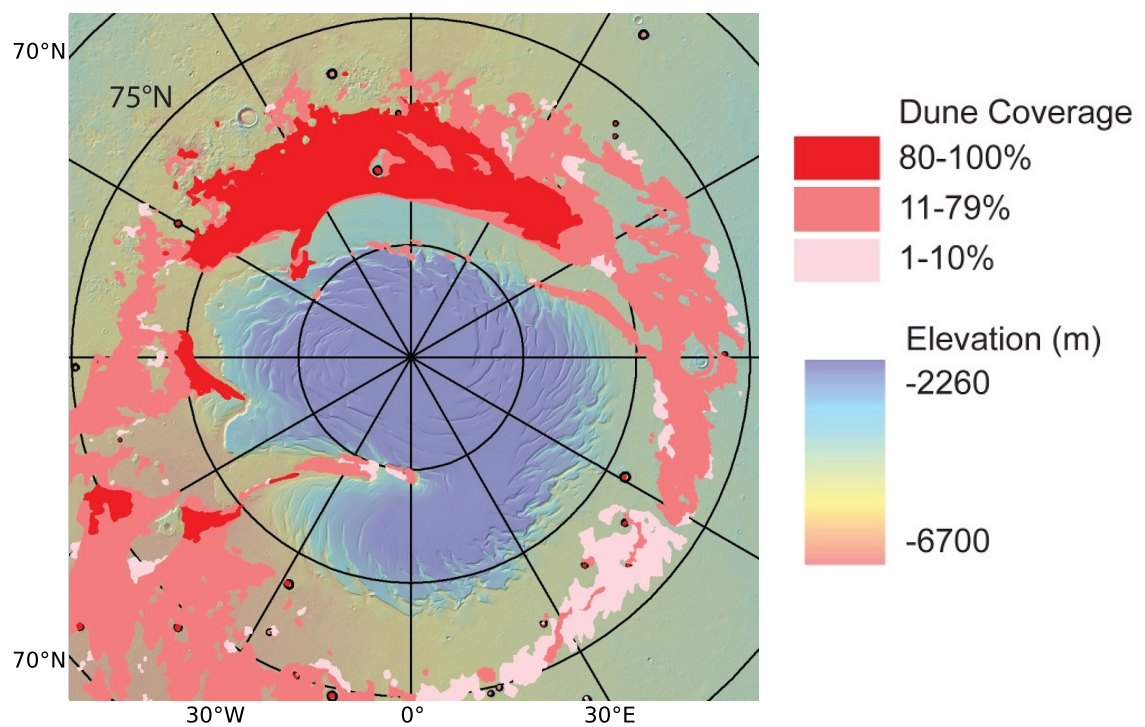 70°N
75°N
70°N
30°W
0°
30°E
Dune Coverage
80-100%
11-79%
1-10%
Elevation (m)
-2260
-6700